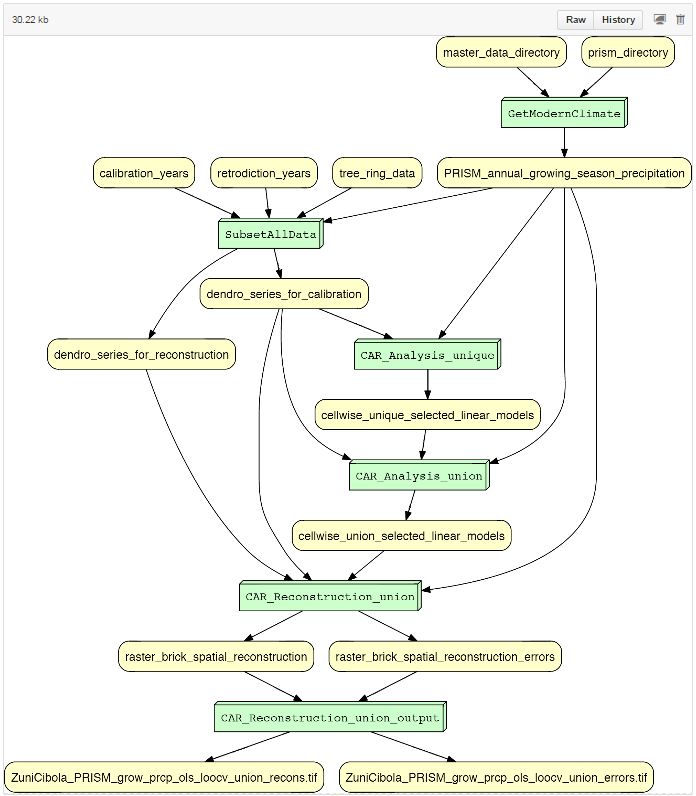 30.22 kb
Raw
History
master_data_directory
prism_directory
GetModernClimate
calibration_years
retrodiction_years
tree_ring_data
PRISM_annual_growing_season_precipitation
SubsetAllData
dendro_series_for_calibration
dendro_series_for_reconstruction
CAR_Analysis_unique
cellwise_unique_selected_linear_models
CAR_Analysis_union
cellwise_union_selected_linear_models
CAR_Reconstruction_union
raster_brick_spatial_reconstruction
raster_brick_spatial_reconstruction_errors
CAR_Reconstruction_union_output
ZuniCibola_PRISM_grow_prcp_ols_loocv_union_recons.tif
ZuniCibola_PRISM_grow_prcp_ols_loocv_union_errors.tif